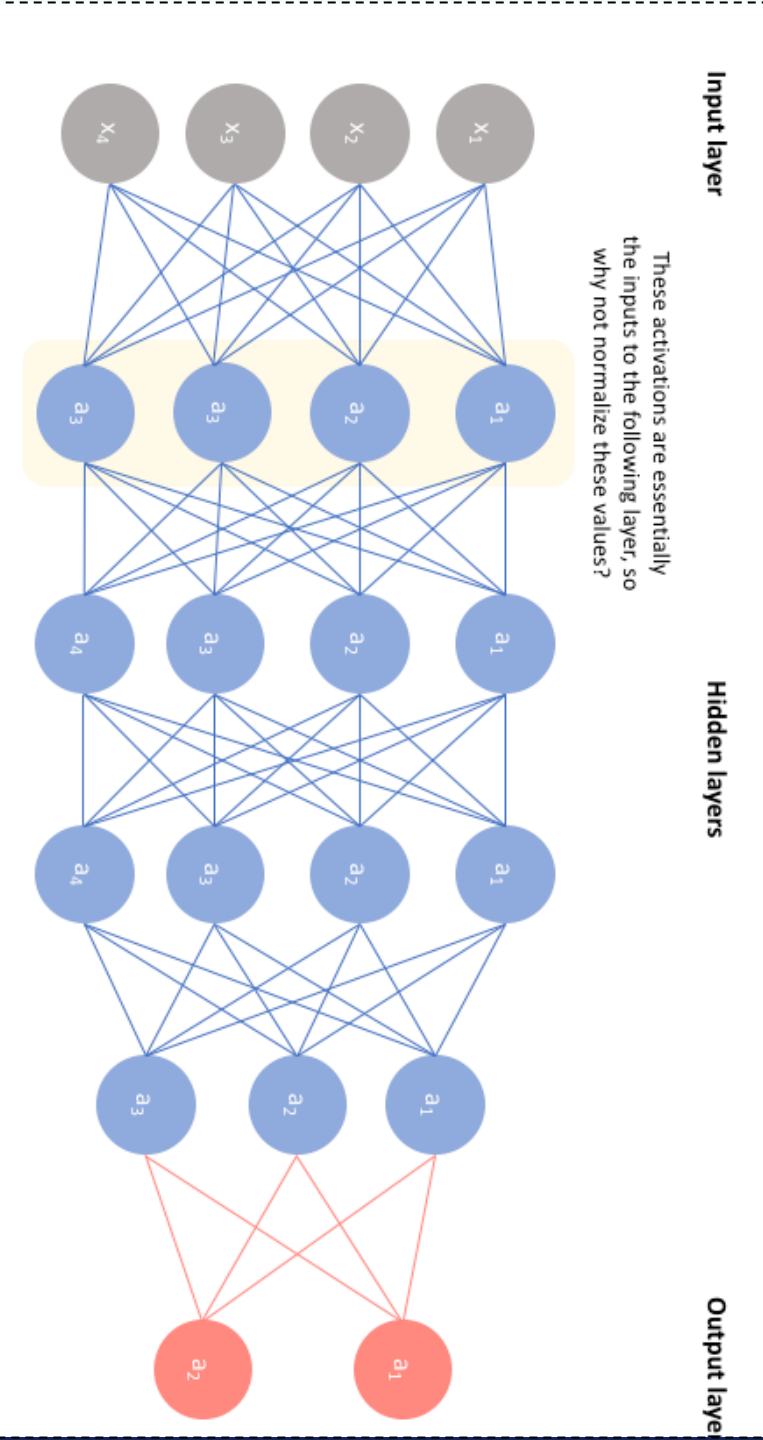 Input layer
Hidden layers
Output layer
These activations are essentially
the inputs to the following layer, so
why not normalize these values?
x₁
x₂
x₃
x₄
a₁
a₂
a₃
a₃
a₁
a₂
a₃
a₄
a₁
a₂
a₃
a₄
a₁
a₂
a₃
a₁
a₂